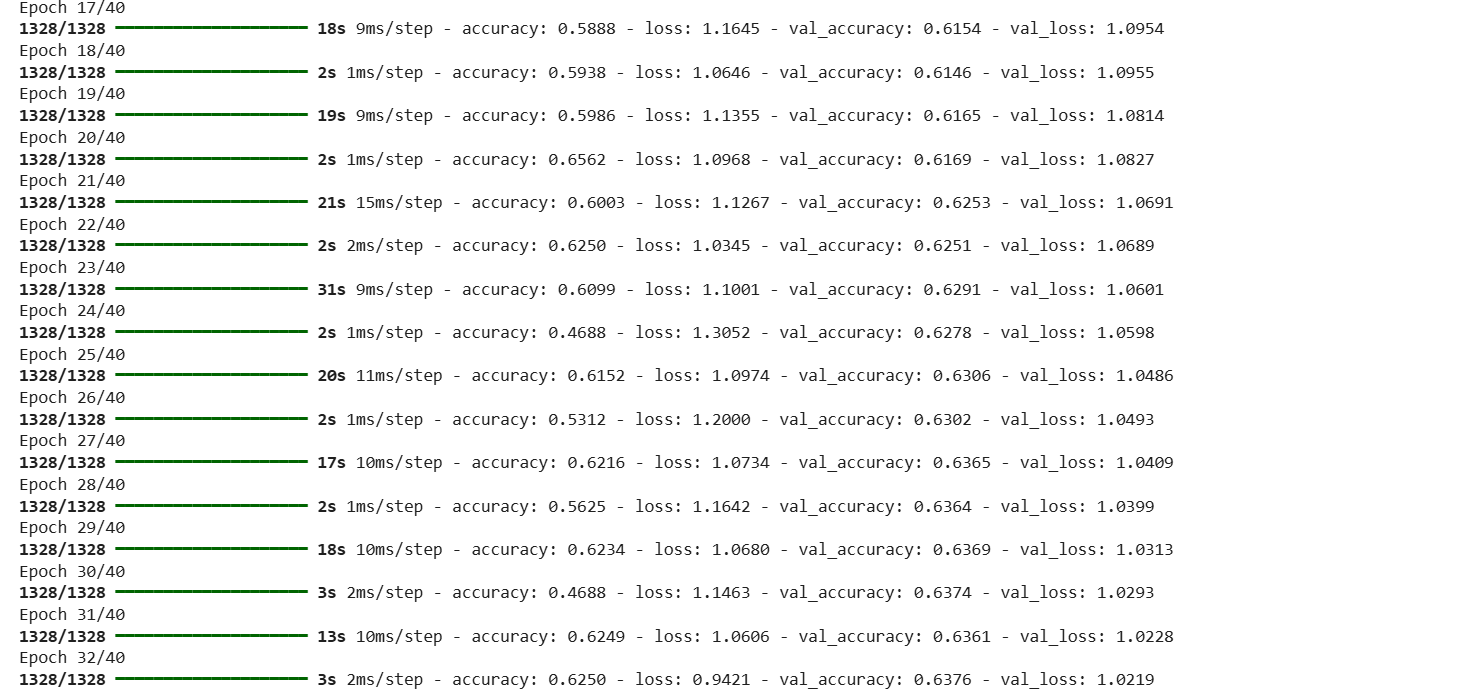 Epoch 17/40
1328/1328 ━━━━━━━━━━━━━━━━━━━━ 18s 9ms/step - accuracy: 0.5888 - loss: 1.1645 - val_accuracy: 0.6154 - val_loss: 1.0954
Epoch 18/40
1328/1328 ━━━━━━━━━━━━━━━━━━━━ 2s 1ms/step - accuracy: 0.5938 - loss: 1.0646 - val_accuracy: 0.6146 - val_loss: 1.0955
Epoch 19/40
1328/1328 ━━━━━━━━━━━━━━━━━━━━ 19s 9ms/step - accuracy: 0.5986 - loss: 1.1355 - val_accuracy: 0.6165 - val_loss: 1.0814
Epoch 20/40
1328/1328 ━━━━━━━━━━━━━━━━━━━━ 2s 1ms/step - accuracy: 0.6562 - loss: 1.0968 - val_accuracy: 0.6169 - val_loss: 1.0827
Epoch 21/40
1328/1328 ━━━━━━━━━━━━━━━━━━━━ 21s 15ms/step - accuracy: 0.6003 - loss: 1.1267 - val_accuracy: 0.6253 - val_loss: 1.0691
Epoch 22/40
1328/1328 ━━━━━━━━━━━━━━━━━━━━ 2s 2ms/step - accuracy: 0.6250 - loss: 1.0345 - val_accuracy: 0.6251 - val_loss: 1.0689
Epoch 23/40
1328/1328 ━━━━━━━━━━━━━━━━━━━━ 31s 9ms/step - accuracy: 0.6099 - loss: 1.1001 - val_accuracy: 0.6291 - val_loss: 1.0601
Epoch 24/40
1328/1328 ━━━━━━━━━━━━━━━━━━━━ 2s 1ms/step - accuracy: 0.4688 - loss: 1.3052 - val_accuracy: 0.6278 - val_loss: 1.0598
Epoch 25/40
1328/1328 ━━━━━━━━━━━━━━━━━━━━ 20s 11ms/step - accuracy: 0.6152 - loss: 1.0974 - val_accuracy: 0.6306 - val_loss: 1.0486
Epoch 26/40
1328/1328 ━━━━━━━━━━━━━━━━━━━━ 2s 1ms/step - accuracy: 0.5312 - loss: 1.2000 - val_accuracy: 0.6302 - val_loss: 1.0493
Epoch 27/40
1328/1328 ━━━━━━━━━━━━━━━━━━━━ 17s 10ms/step - accuracy: 0.6216 - loss: 1.0734 - val_accuracy: 0.6365 - val_loss: 1.0409
Epoch 28/40
1328/1328 ━━━━━━━━━━━━━━━━━━━━ 2s 1ms/step - accuracy: 0.5625 - loss: 1.1642 - val_accuracy: 0.6364 - val_loss: 1.0399
Epoch 29/40
1328/1328 ━━━━━━━━━━━━━━━━━━━━ 18s 10ms/step - accuracy: 0.6234 - loss: 1.0680 - val_accuracy: 0.6369 - val_loss: 1.0313
Epoch 30/40
1328/1328 ━━━━━━━━━━━━━━━━━━━━ 3s 2ms/step - accuracy: 0.4688 - loss: 1.1463 - val_accuracy: 0.6374 - val_loss: 1.0293
Epoch 31/40
1328/1328 ━━━━━━━━━━━━━━━━━━━━ 13s 10ms/step - accuracy: 0.6249 - loss: 1.0606 - val_accuracy: 0.6361 - val_loss: 1.0228
Epoch 32/40
1328/1328 ━━━━━━━━━━━━━━━━━━━━ 3s 2ms/step - accuracy: 0.6250 - loss: 0.9421 - val_accuracy: 0.6376 - val_loss: 1.0219